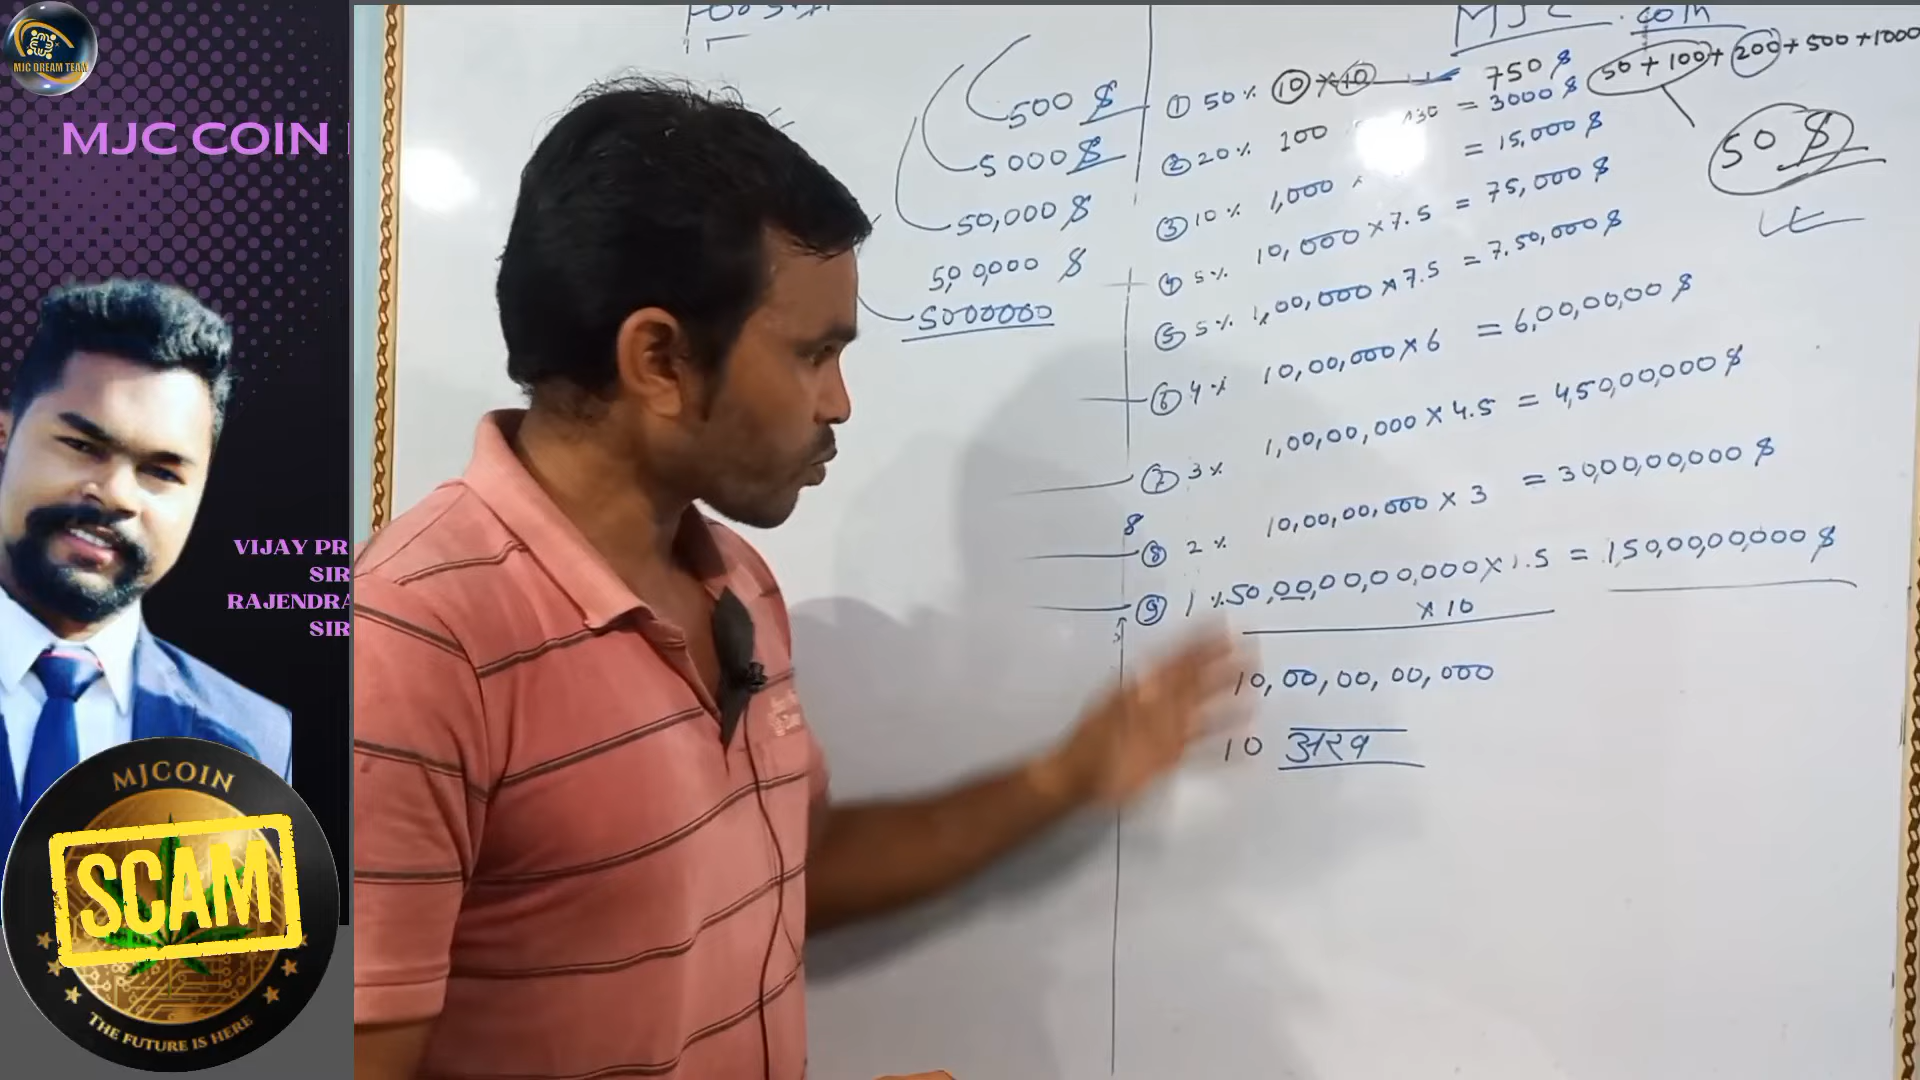 MJC DREAM TEAM
MJC COIN
VIJAY PR
SIR
RAJENDRA
SIR
MJCOIN
SCAM
THE FUTURE IS HERE
500 $
5000 $
50,000 $
5,00,000 $
5000000
MJC .com
50 + 100 + 200 + 500 + 1000
50 $
① 50 % 10 × 10 = 750 $
② 20 % 100 = 3000 $
③ 10 % 1,000 × = 15,000 $
④ 5 % 10,000 × 7.5 = 75,000 $
⑤ 5 % 1,00,000 × 7.5 = 7,50,000 $
⑥ 4 % 10,00,000 × 6 = 6,00,00,00 $
⑦ 3 % 1,00,00,000 × 4.5 = 4,50,00,000 $
8
⑧ 2 % 10,00,00,000 × 3 = 30,00,00,000 $
⑨ 1 % 50,00,00,00,000 × 1.5 = 150,00,00,000 $
× 10
10,00,00,00,000
10 अरब